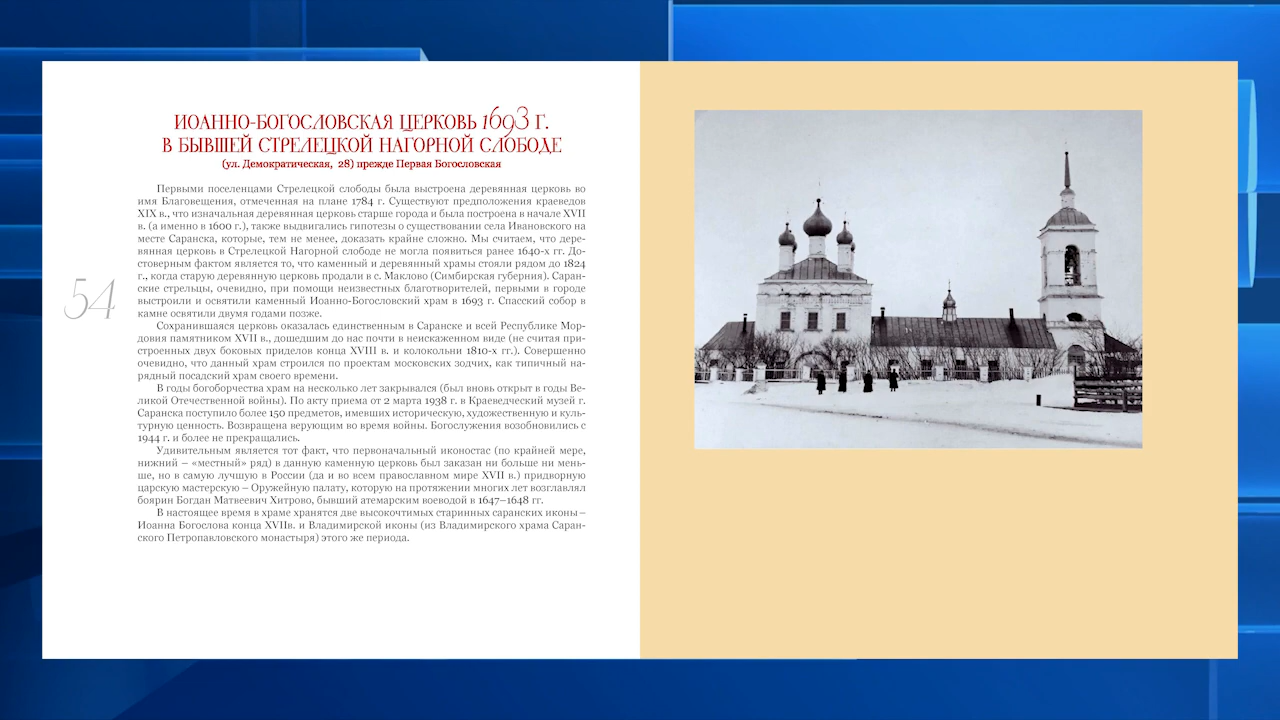 ИОАННО-БОГОСЛОВСКАЯ ЦЕРКОВЬ 1693 Г.
В БЫВШЕЙ СТРЕЛЕЦКОЙ НАГОРНОЙ СЛОБОДЕ
(ул. Демократическая, 28) прежде Первая Богословская
Первыми поселенцами Стрелецкой слободы была выстроена деревянная церковь во
имя Благовещения, отмеченная на плане 1784 г. Существуют предположения краеведов
XIX в., что изначальная деревянная церковь старше города и была построена в начале XVII
в. (а именно в 1600 г.), также выдвигались гипотезы о существовании села Ивановского на
месте Саранска, которые, тем не менее, доказать крайне сложно. Мы считаем, что дере-
вянная церковь в Стрелецкой Нагорной слободе не могла появиться ранее 1640-х гг. До-
стоверным фактом является то, что каменный и деревянный храмы стояли рядом до 1824
г., когда старую деревянную церковь продали в с. Маклово (Симбирская губерния). Саран-
ские стрельцы, очевидно, при помощи неизвестных благотворителей, первыми в городе
выстроили и освятили каменный Иоанно-Богословский храм в 1693 г. Спасский собор в
камне освятили двумя годами позже.
Сохранившаяся церковь оказалась единственным в Саранске и всей Республике Мор-
довия памятником XVII в., дошедшим до нас почти в неискаженном виде (не считая при-
строенных двух боковых приделов конца XVIII в. и колокольни 1810-х гг.). Совершенно
очевидно, что данный храм строился по проектам московских зодчих, как типичный на-
рядный посадский храм своего времени.
В годы богоборчества храм на несколько лет закрывался (был вновь открыт в годы Ве-
ликой Отечественной войны). По акту приема от 2 марта 1938 г. в Краеведческий музей г.
Саранска поступило более 150 предметов, имевших историческую, художественную и куль-
турную ценность. Возвращена верующим во время войны. Богослужения возобновились с
1944 г. и более не прекращались.
Удивительным является тот факт, что первоначальный иконостас (по крайней мере,
нижний – «местный» ряд) в данную каменную церковь был заказан ни больше ни мень-
ше, но в самую лучшую в России (да и во всем православном мире XVII в.) придворную
царскую мастерскую – Оружейную палату, которую на протяжении многих лет возглавлял
боярин Богдан Матвеевич Хитрово, бывший атемарским воеводой в 1647–1648 гг.
В настоящее время в храме хранятся две высокочтимых старинных саранских иконы –
Иоанна Богослова конца XVIIв. и Владимирской иконы (из Владимирского храма Саран-
ского Петропавловского монастыря) этого же периода.
54